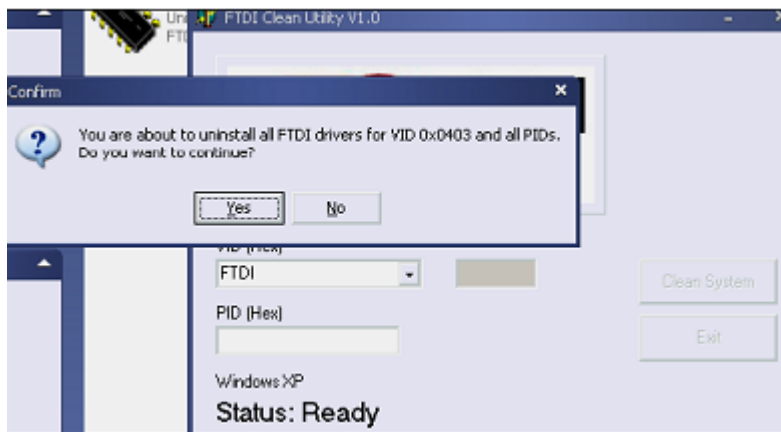 FTDI Clean Utility V1.0
Confirm
You are about to uninstall all FTDI drivers for VID 0x0403 and all PIDs.
Do you want to continue?
Yes
No
VID (Hex)
FTDI
Clean System
PID (Hex)
Exit
Windows XP
Status: Ready